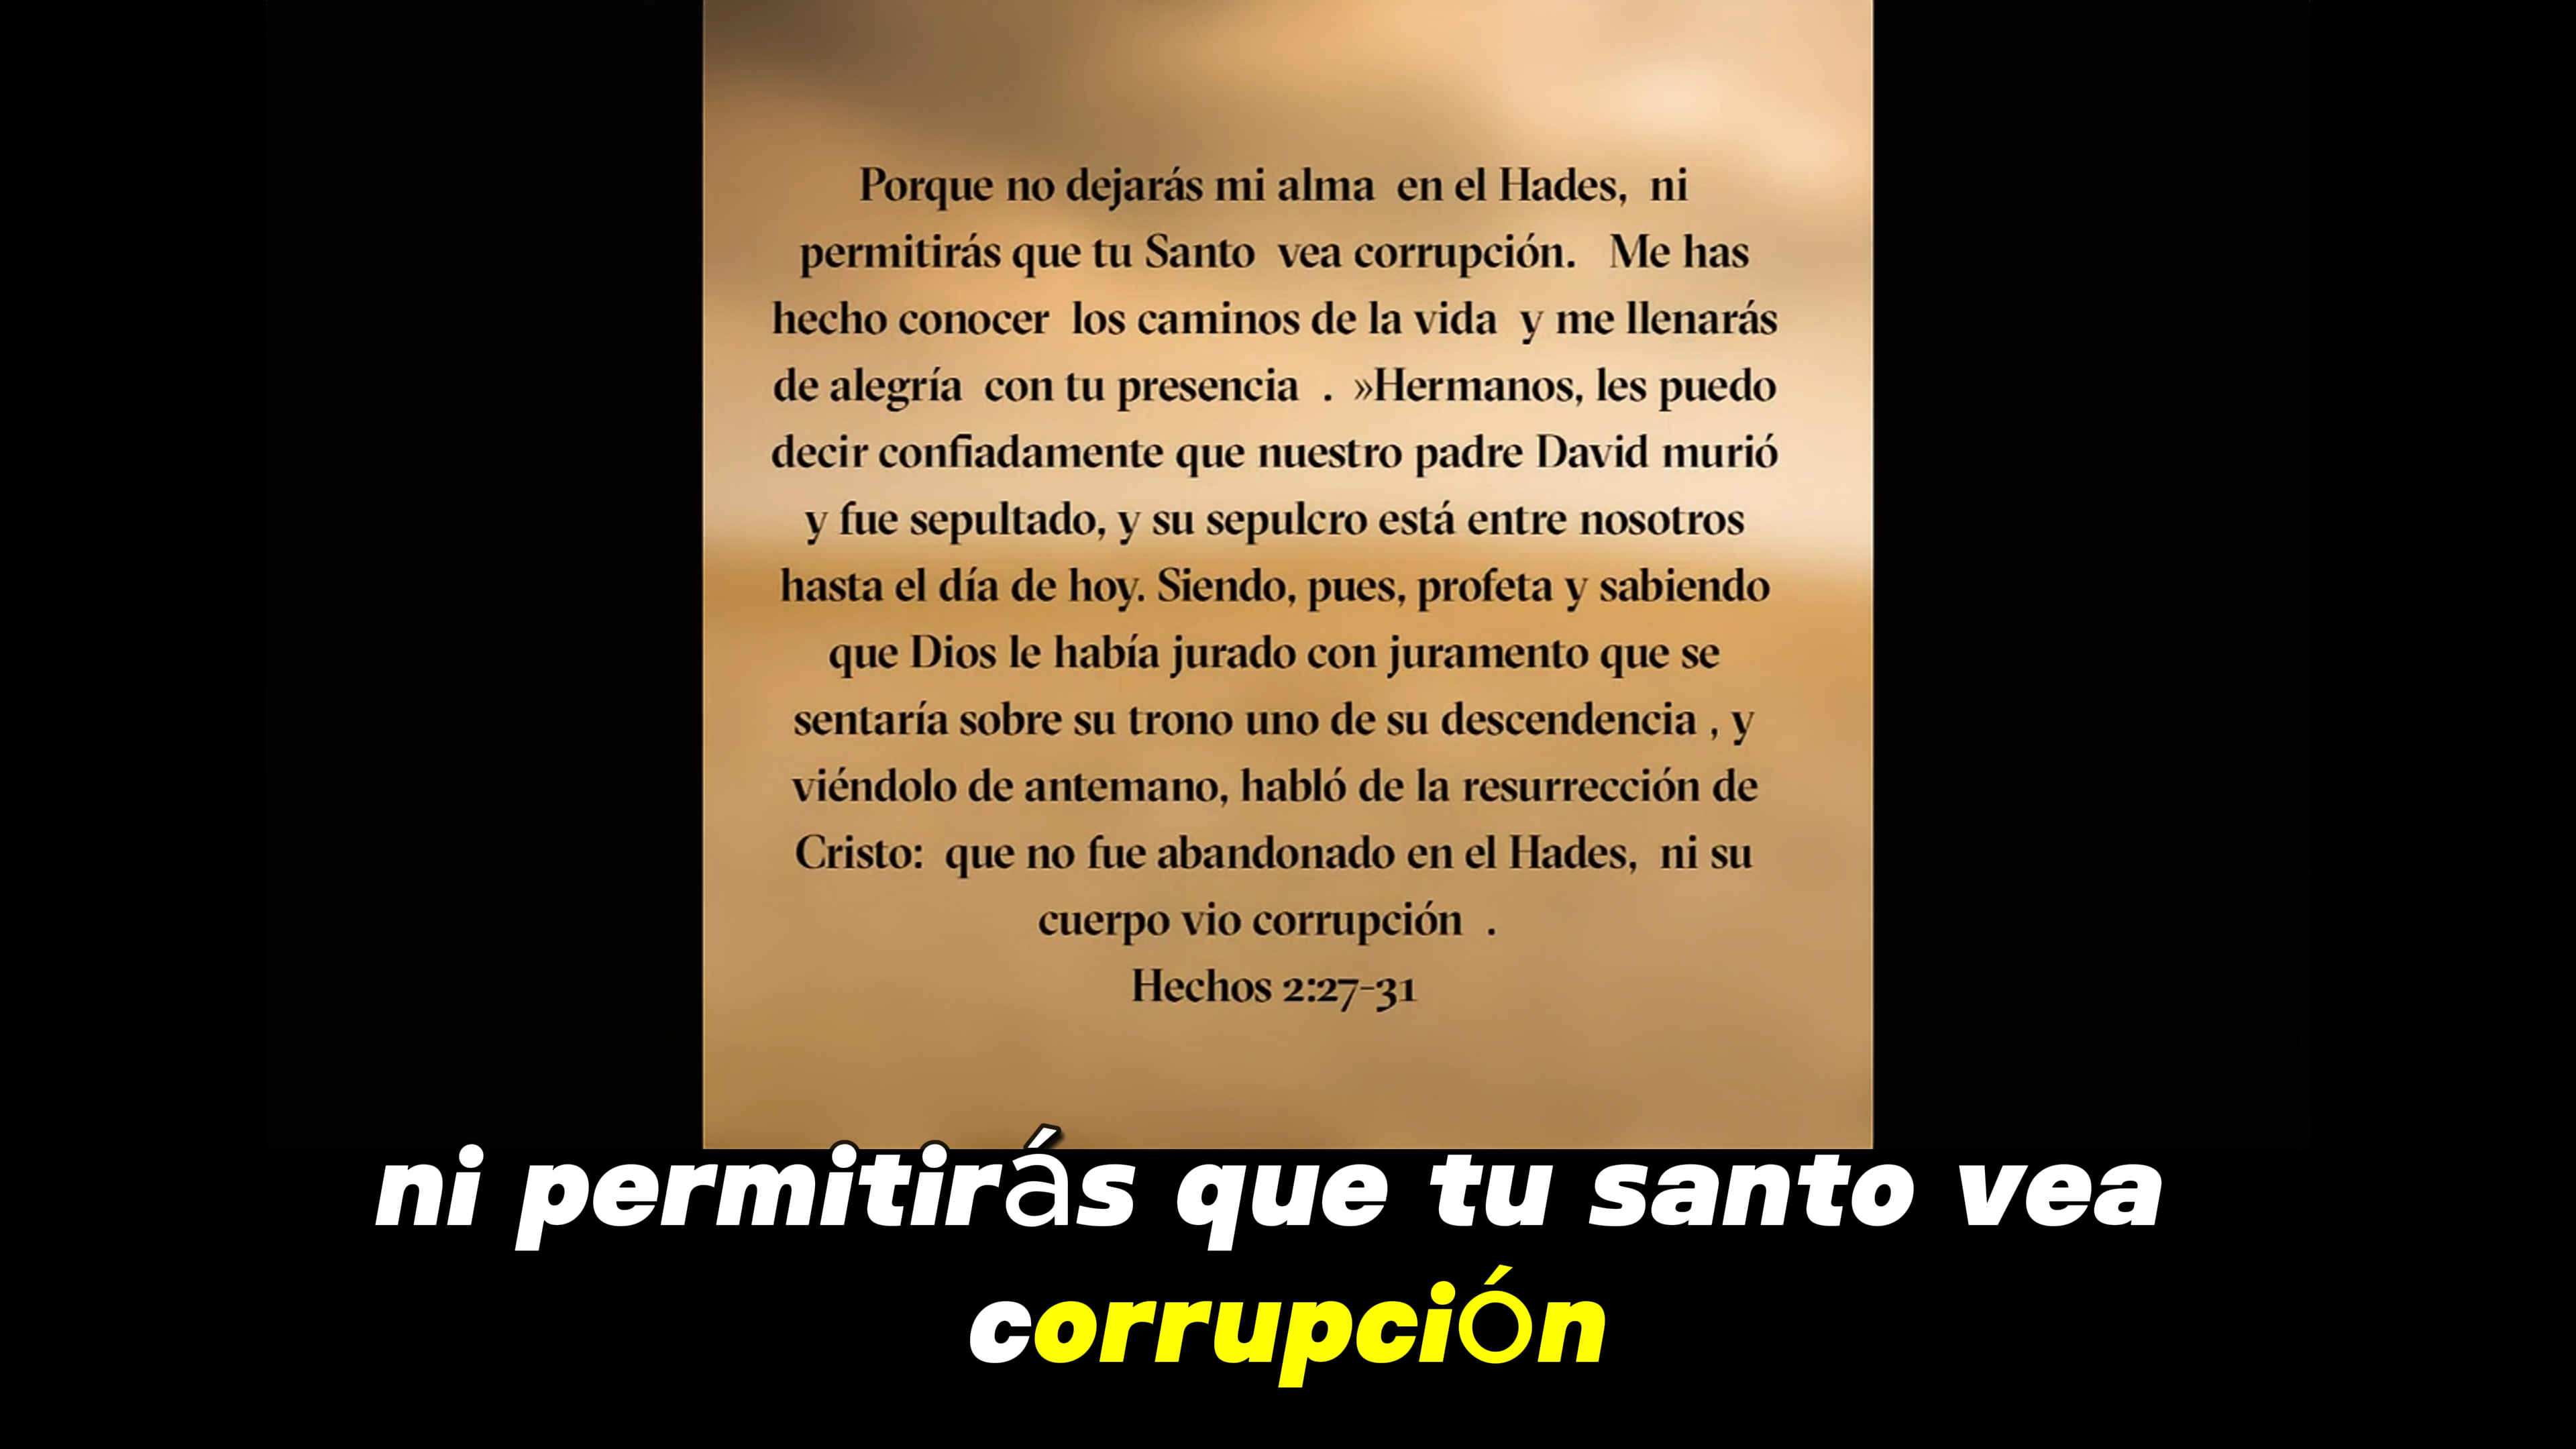 Porque no dejarás mi alma en el Hades, ni
permitirás que tu Santo vea corrupción. Me has
hecho conocer los caminos de la vida y me llenarás
de alegría con tu presencia . »Hermanos, les puedo
decir confiadamente que nuestro padre David murió
y fue sepultado, y su sepulcro está entre nosotros
hasta el día de hoy. Siendo, pues, profeta y sabiendo
que Dios le había jurado con juramento que se
sentaría sobre su trono uno de su descendencia , y
viéndolo de antemano, habló de la resurrección de
Cristo: que no fue abandonado en el Hades, ni su
cuerpo vio corrupción .
Hechos 2:27-31
ni permitirás que tu santo vea
corrupción